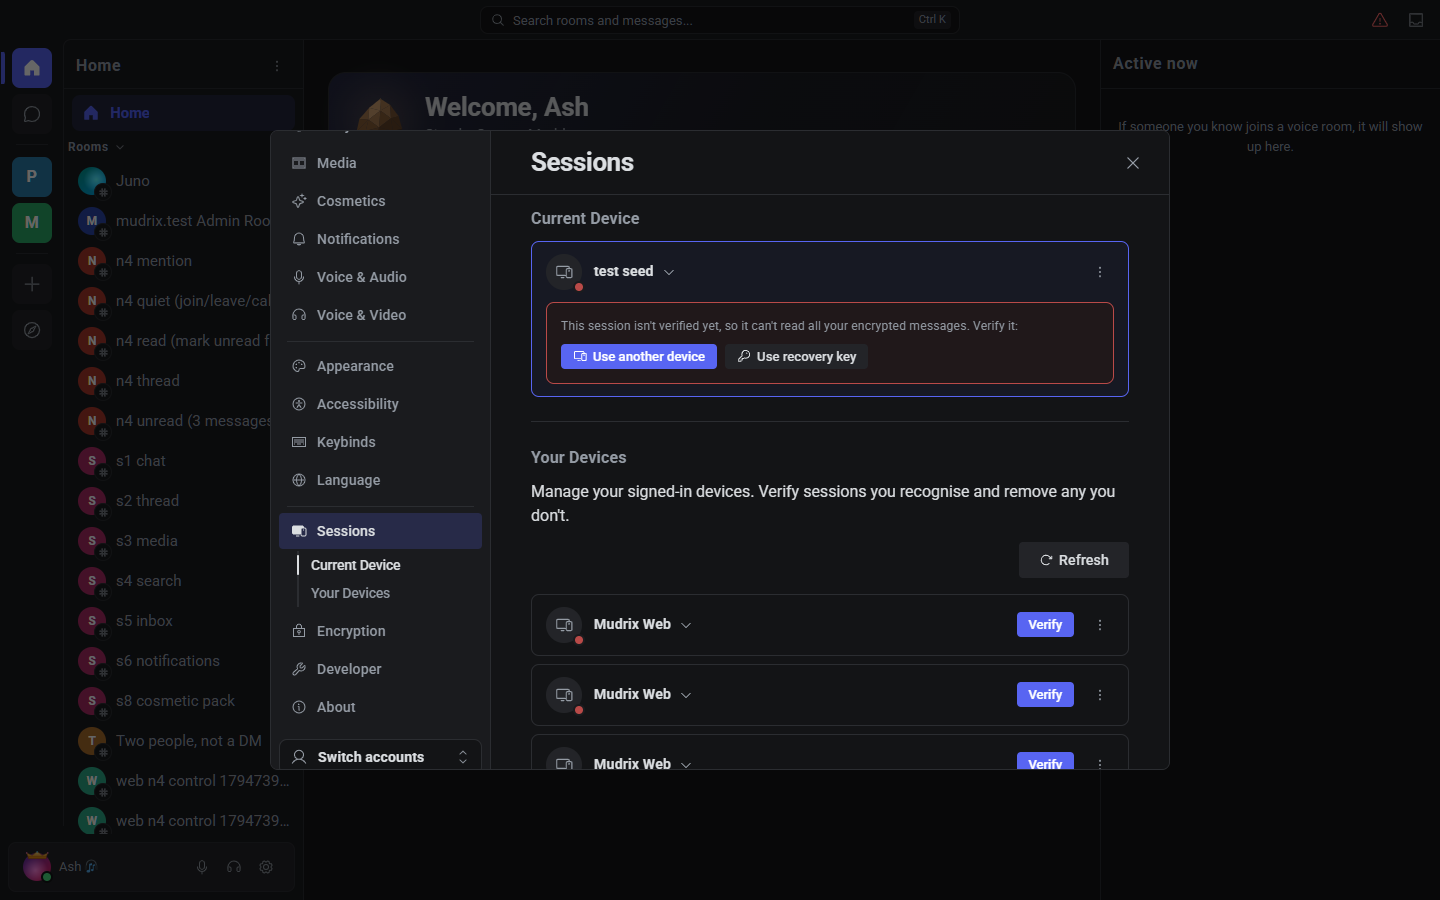 Search rooms and messages...
Ctrl K
Home
Home
Rooms
Juno
M
mudrix.test Admin Roo
N
n4 mention
N
n4 quiet (join/leave/cal
N
n4 read (mark unread f
N
n4 thread
N
n4 unread (3 messages
S
s1 chat
S
s2 thread
S
s3 media
S
s4 search
S
s5 inbox
S
s6 notifications
S
s8 cosmetic pack
T
Two people, not a DM
W
web n4 control 1794739...
W
web n4 control 1794739...
P
M
Ash
Welcome, Ash
Active now
If someone you know joins a voice room, it will show
up here.
Media
Cosmetics
Notifications
Voice & Audio
Voice & Video
Appearance
Accessibility
Keybinds
Language
Sessions
Current Device
Your Devices
Encryption
Developer
About
Switch accounts
Sessions
Current Device
test seed
This session isn't verified yet, so it can't read all your encrypted messages. Verify it:
Use another device
Use recovery key
Your Devices
Manage your signed-in devices. Verify sessions you recognise and remove any you
don't.
Refresh
Mudrix Web
Verify
Mudrix Web
Verify
Mudrix Web
Verify